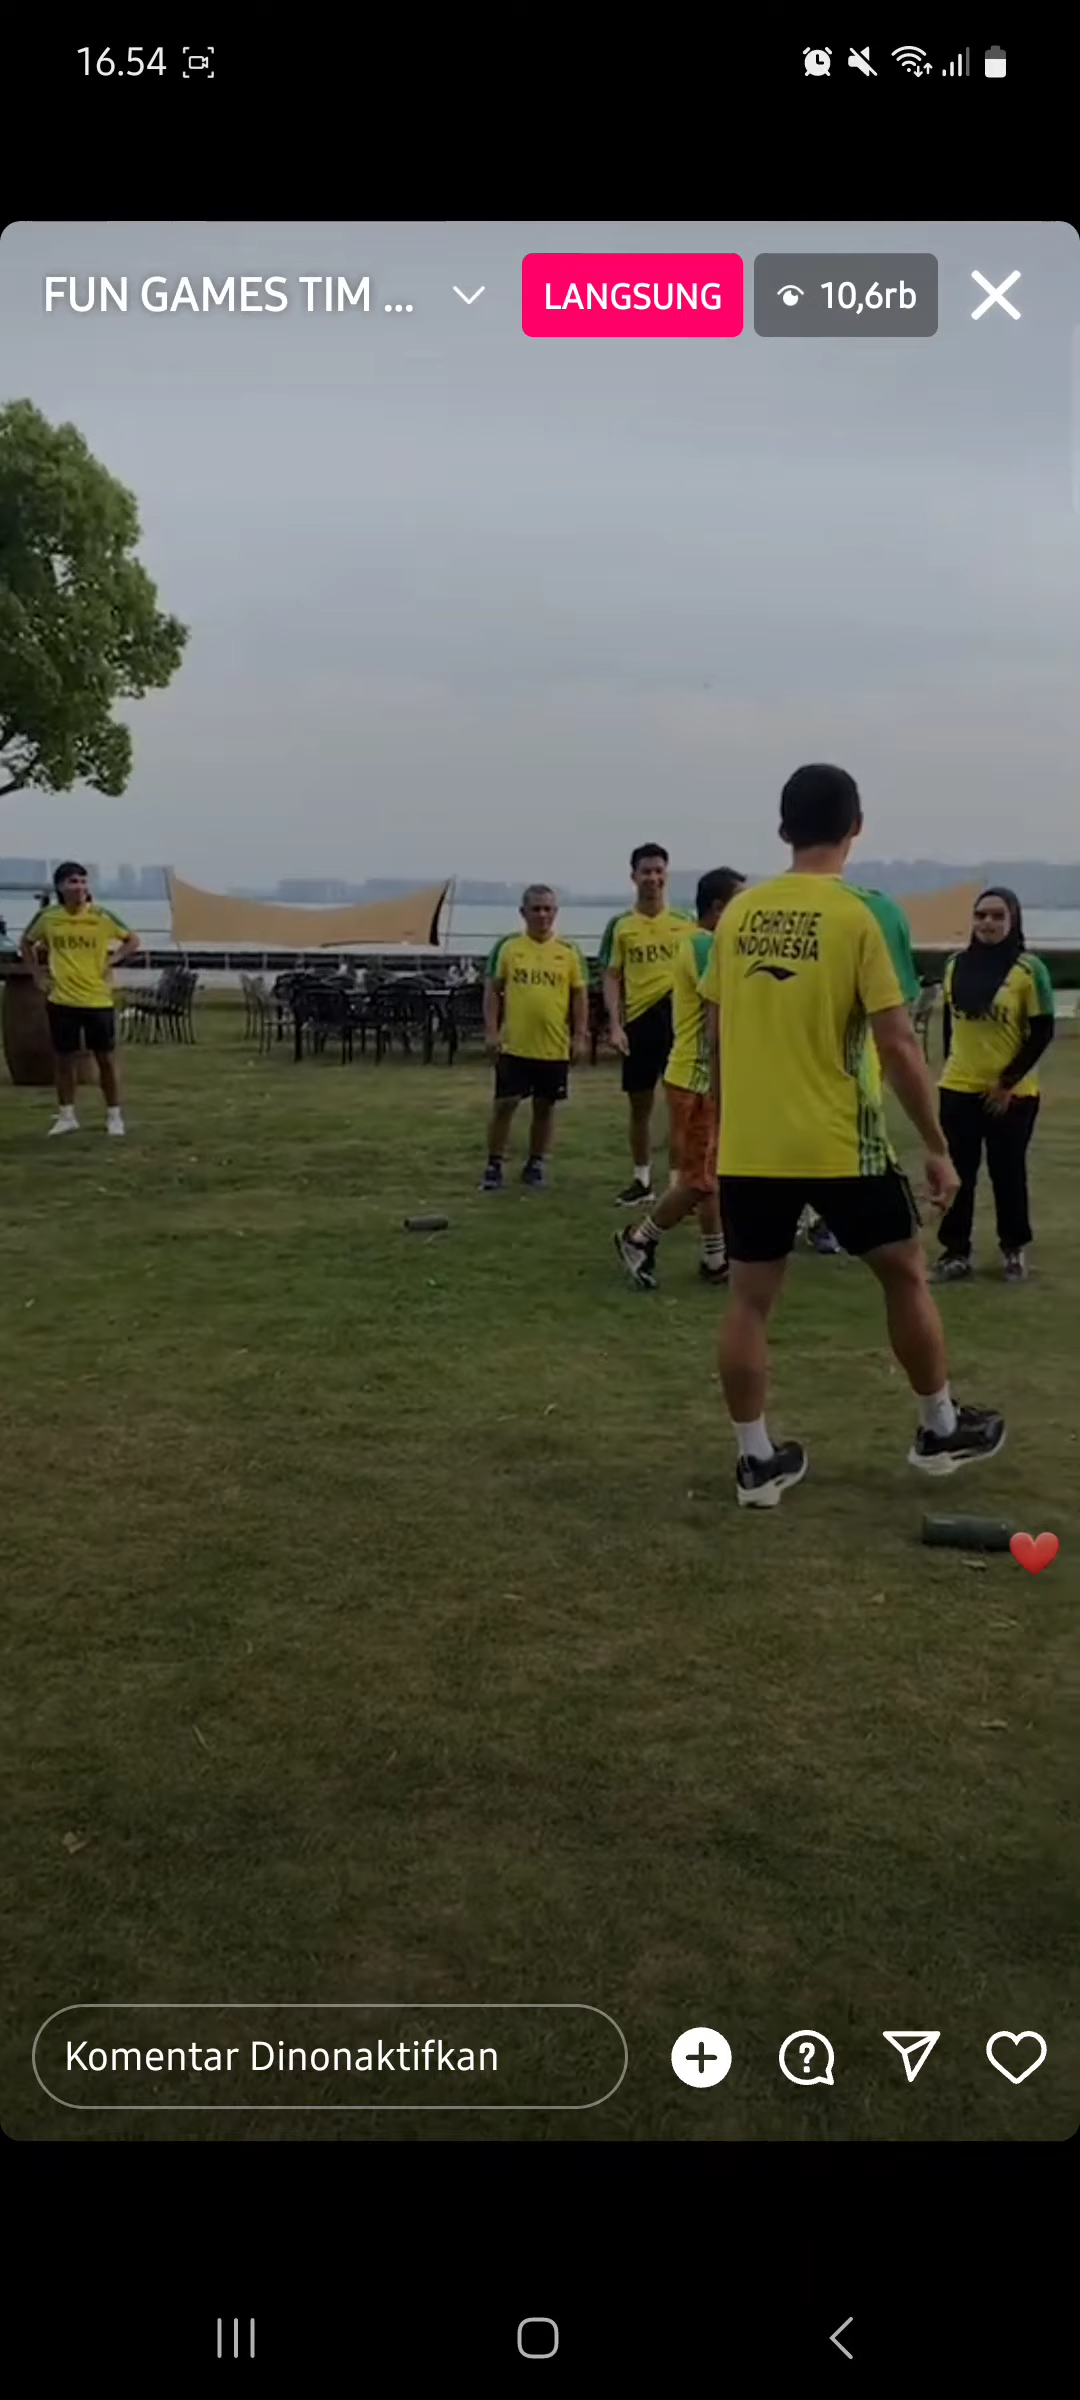 16.54
FUN GAMES TIM ...
LANGSUNG
10,6rb
BNI
BNI
BNI
J CHRISTIE
INDONESIA
BNI
Komentar Dinonaktifkan